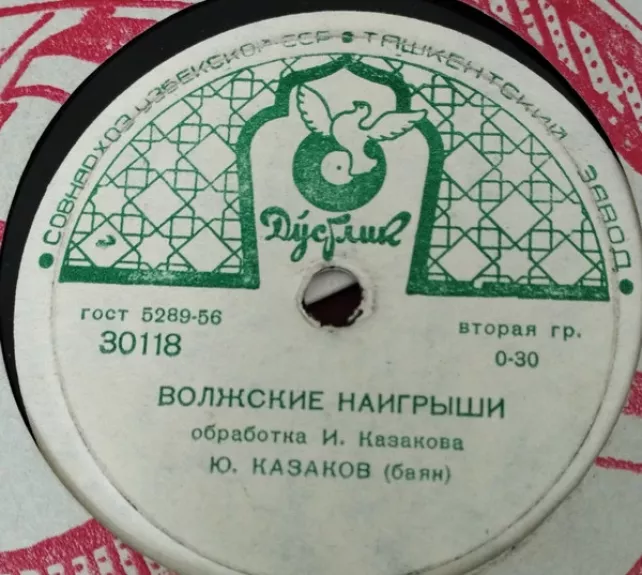 СОВНАРХОЗ УЗБЕКСКОЙ ССР • ТАШКЕНТСКИЙ ЗАВОД
Дўстлик
гост 5289-56
30118
вторая гр.
0-30
ВОЛЖСКИЕ НАИГРЫШИ
обработка И. Казакова
Ю. КАЗАКОВ (баян)